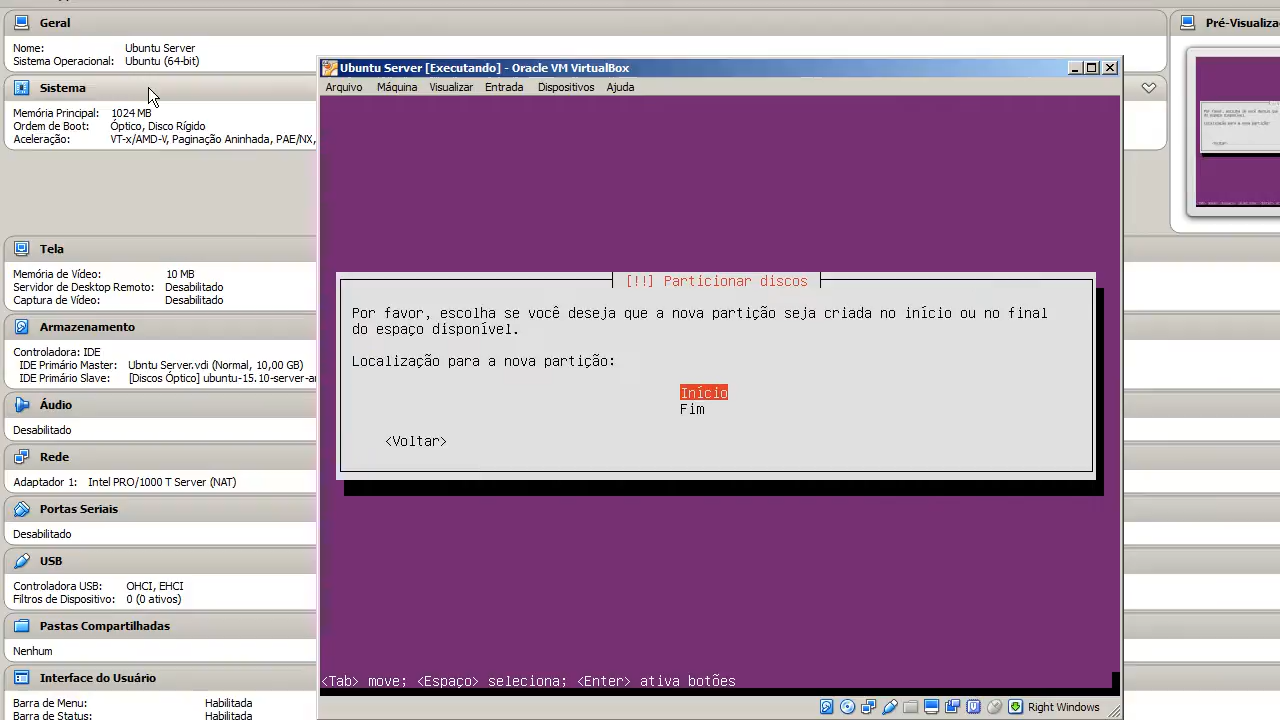 Geral
Nome: Ubuntu Server
Sistema Operacional: Ubuntu (64-bit)
Sistema
Memória Principal: 1024 MB
Ordem de Boot: Óptico, Disco Rígido
Aceleração: VT-x/AMD-V, Paginação Aninhada, PAE/NX,
Tela
Memória de Vídeo: 10 MB
Servidor de Desktop Remoto: Desabilitado
Captura de Vídeo: Desabilitado
Armazenamento
Controladora: IDE
IDE Primário Master: Ubntu Server.vdi (Normal, 10,00 GB)
IDE Primário Slave: [Discos Óptico] ubuntu-15.10-server-ar
Áudio
Desabilitado
Rede
Adaptador 1: Intel PRO/1000 T Server (NAT)
Portas Seriais
Desabilitado
USB
Controladora USB: OHCI, EHCI
Filtros de Dispositivo: 0 (0 ativos)
Pastas Compartilhadas
Nenhum
Interface do Usuário
Barra de Menu: Habilitada
Barra de Status: Habilitada
Pré-Visualiza
Ubuntu Server [Executando] - Oracle VM VirtualBox
Arquivo Máquina Visualizar Entrada Dispositivos Ajuda
[!!] Particionar discos
Por favor, escolha se você deseja que a nova partição seja criada no início ou no final
do espaço disponível.
Localização para a nova partição:
Início
Fim
<Voltar>
<Tab> move; <Espaço> seleciona; <Enter> ativa botões
Right Windows